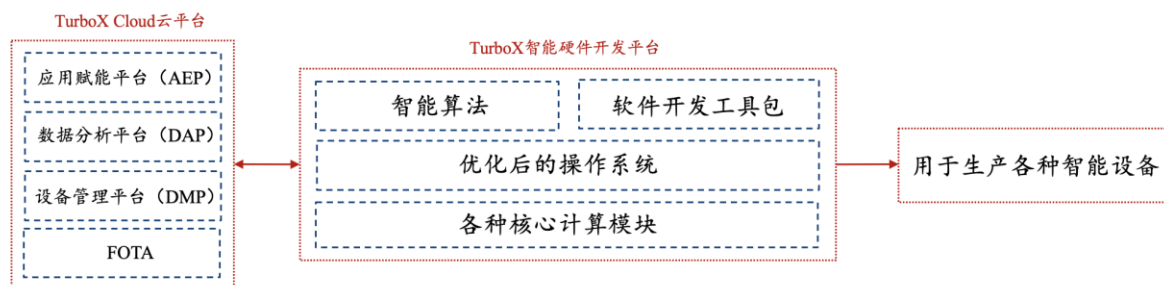 TurboX Cloud云平台
应用赋能平台（AEP）
数据分析平台（DAP）
设备管理平台（DMP）
FOTA
TurboX智能硬件开发平台
智能算法
软件开发工具包
优化后的操作系统
各种核心计算模块
用于生产各种智能设备